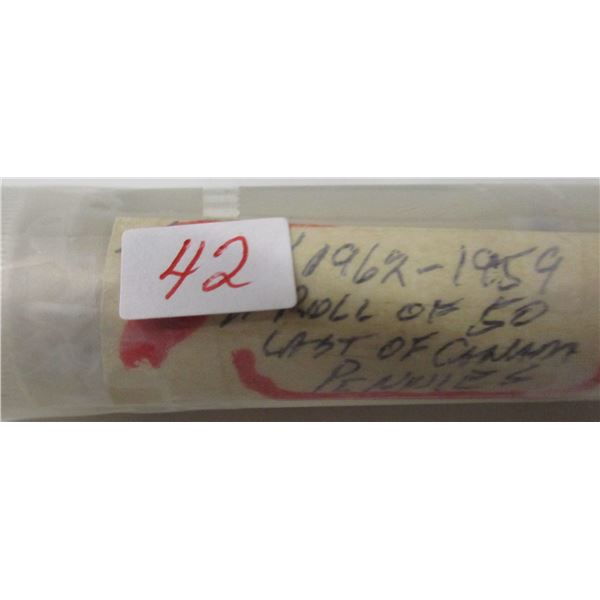 42
1962-1959
ROLL OF 50
LAST OF CANADA
PENNIES